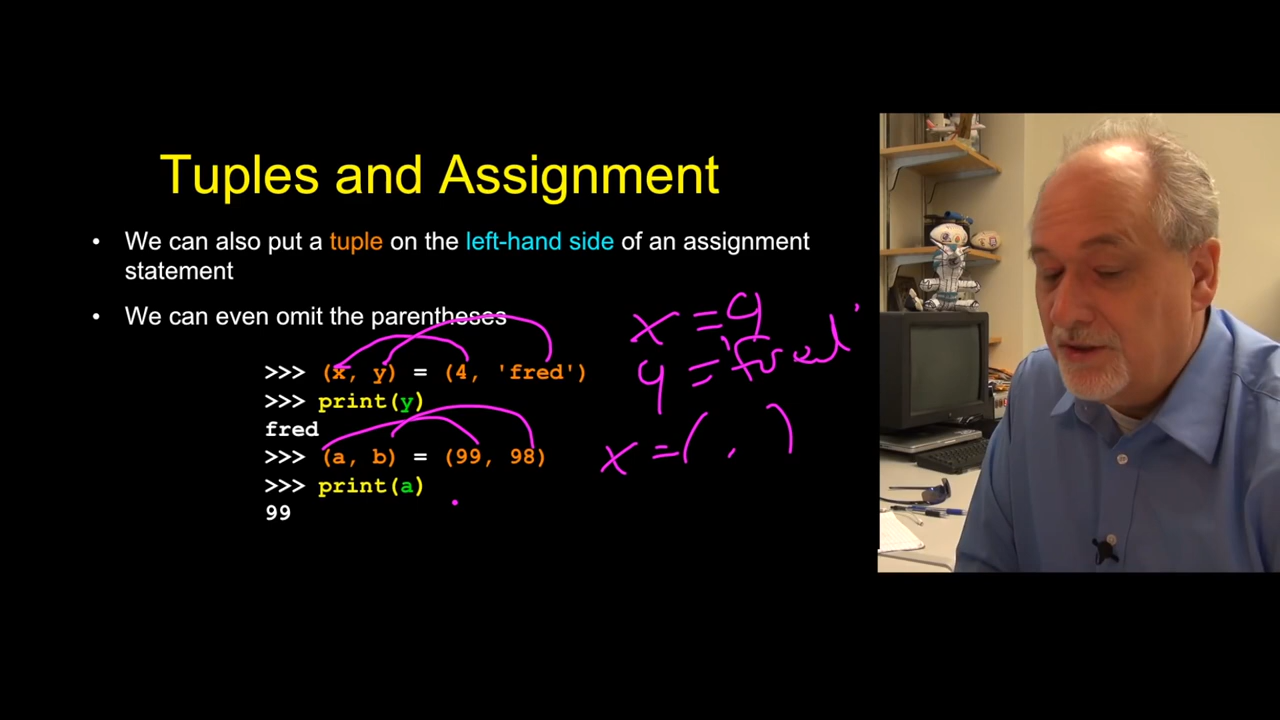 Tuples and Assignment
• We can also put a tuple on the left-hand side of an assignment
statement
• We can even omit the parentheses
>>> (x, y) = (4, 'fred')
>>> print(y)
fred
>>> (a, b) = (99, 98)
>>> print(a)
99
x = 4
y = 'fred'
x = ( , )